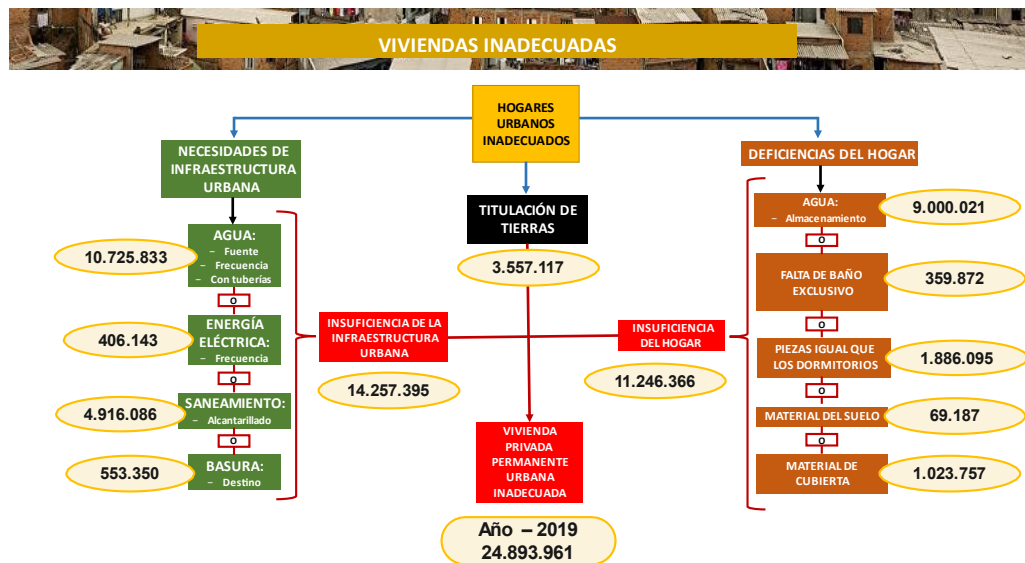 VIVIENDAS INADECUADAS
HOGARES
URBANOS
INADECUADOS
NECESIDADES DE
INFRAESTRUCTURA
URBANA
AGUA:
– Fuente
– Frecuencia
– Con tuberías
10.725.833
O
ENERGÍA
ELÉCTRICA:
– Frecuencia
406.143
O
SANEAMIENTO:
– Alcantarillado
4.916.086
O
BASURA:
– Destino
553.350
INSUFICIENCIA DE LA
INFRAESTRUCTURA
URBANA
14.257.395
TITULACIÓN DE
TIERRAS
3.557.117
INSUFICIENCIA
DEL HOGAR
11.246.366
VIVIENDA
PRIVADA
PERMANENTE
URBANA
INADECUADA
Año – 2019
24.893.961
DEFICIENCIAS DEL HOGAR
AGUA:
– Almacenamiento
9.000.021
O
FALTA DE BAÑO
EXCLUSIVO
359.872
O
PIEZAS IGUAL QUE
LOS DORMITORIOS
1.886.095
O
MATERIAL DEL SUELO
69.187
O
MATERIAL DE
CUBIERTA
1.023.757